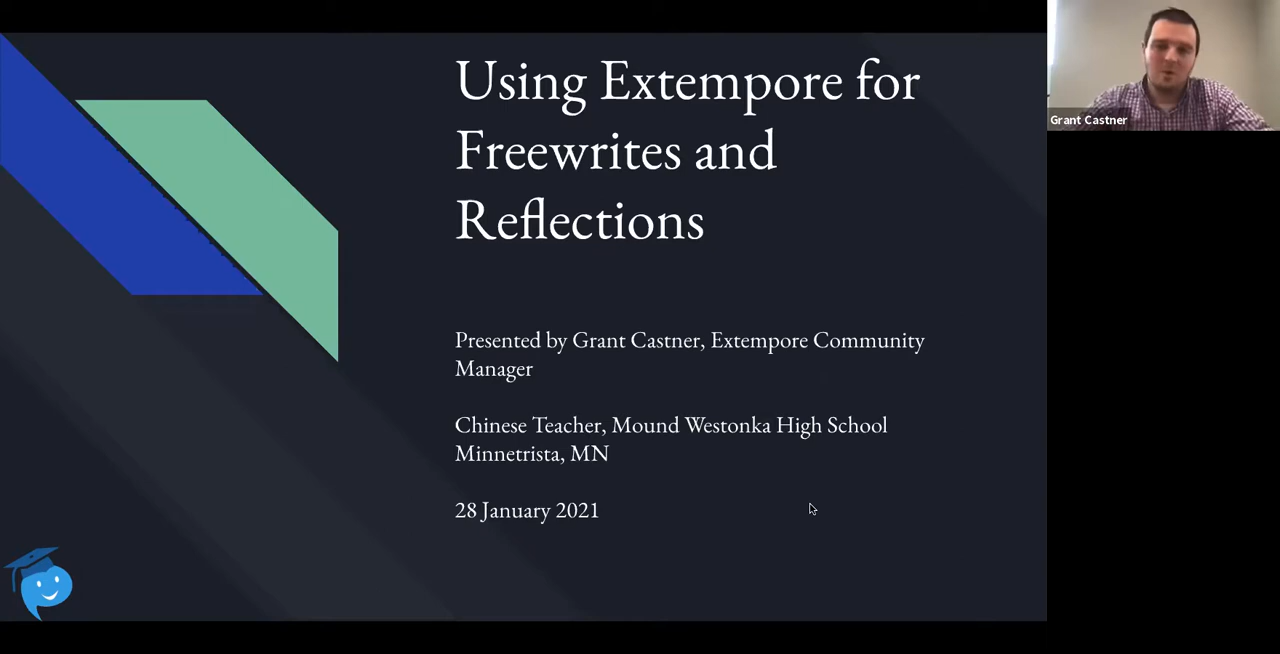 Using Extempore for
Freewrites and
Reflections
Presented by Grant Castner, Extempore Community
Manager
Chinese Teacher, Mound Westonka High School
Minnetrista, MN
28 January 2021
Grant Castner